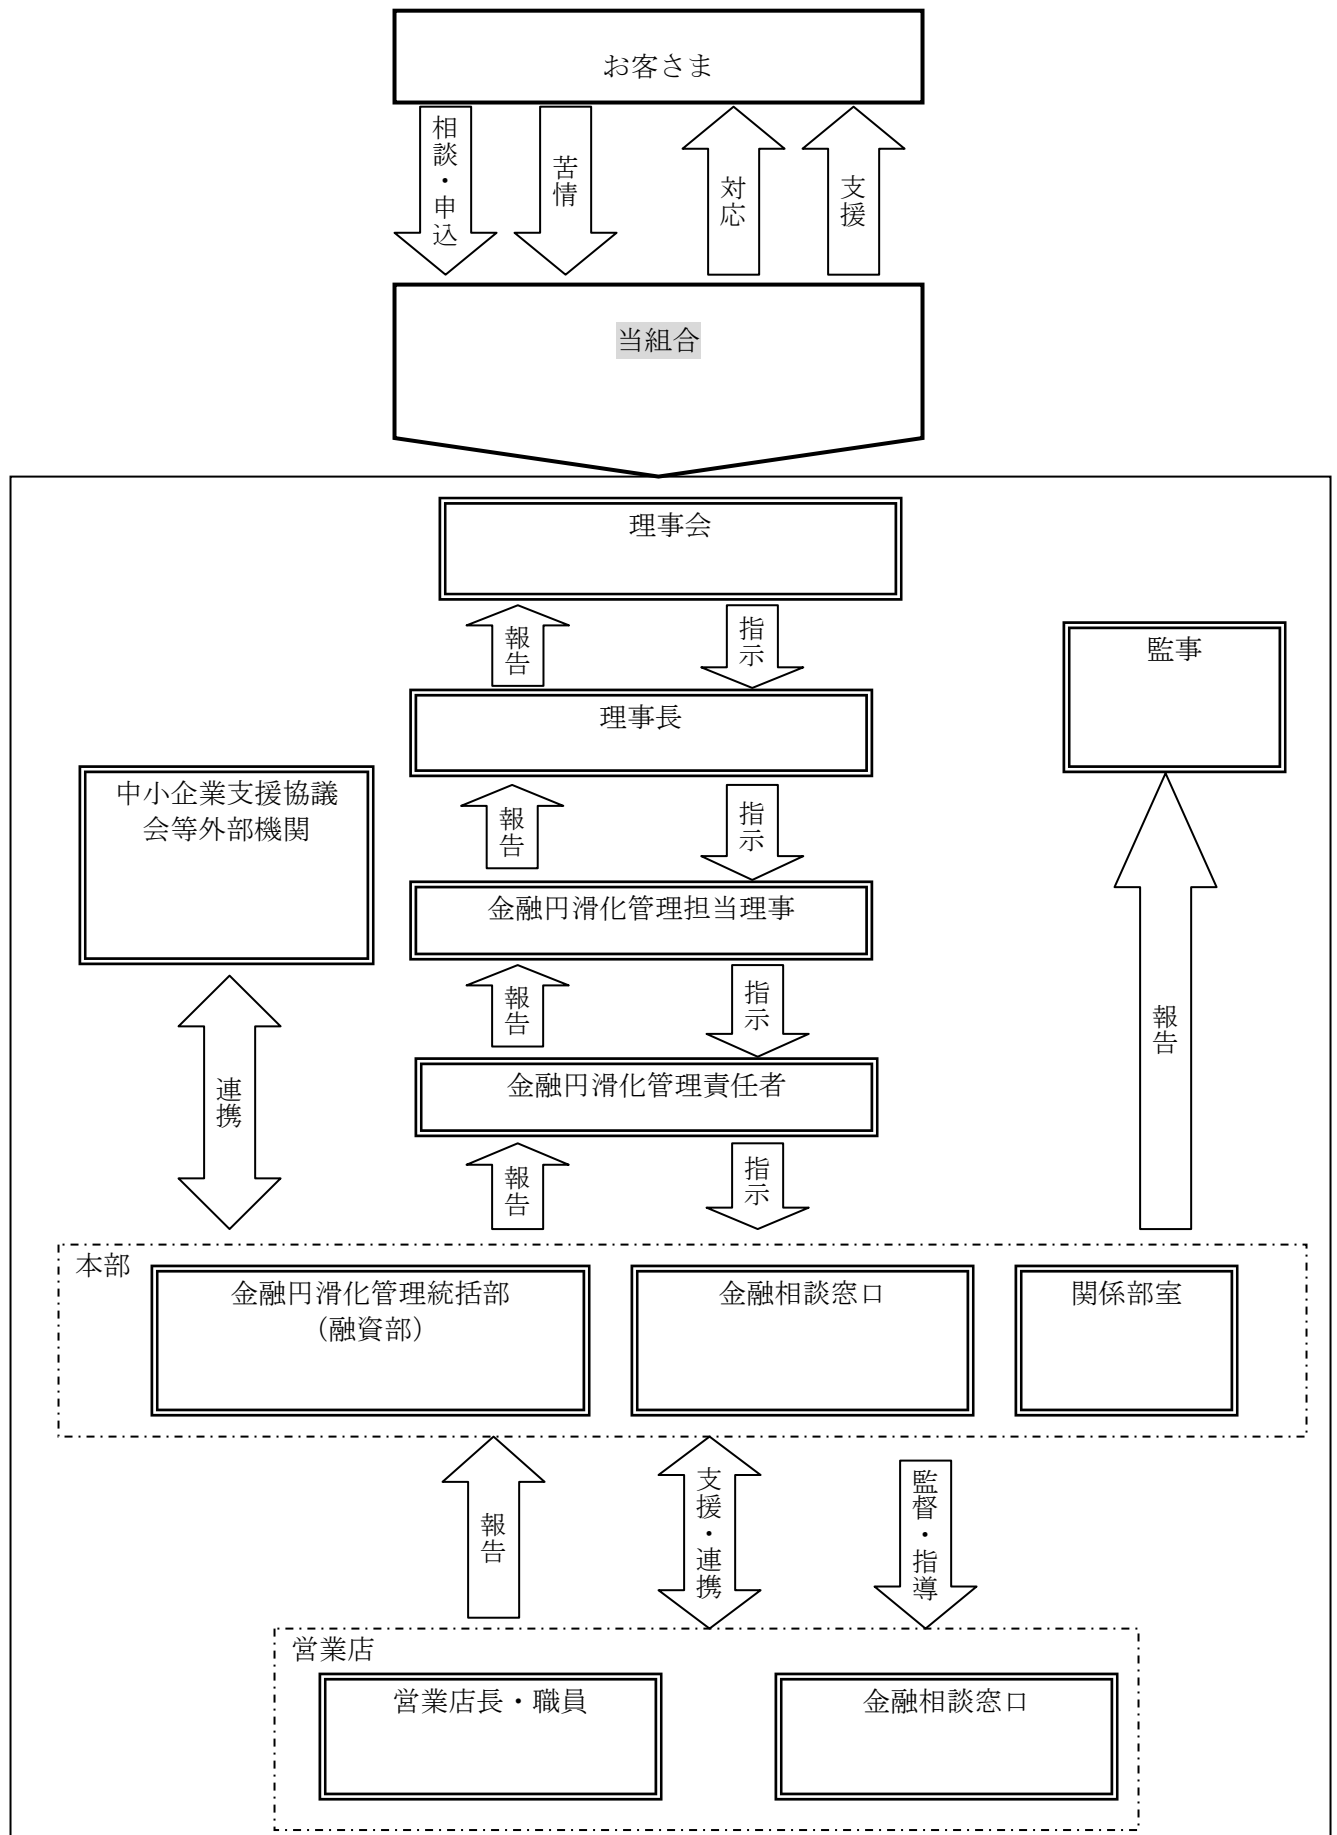 お客さま
相談・申込
苦情
対応
支援
当組合
理事会
報告
指示
監事
理事長
中小企業支援協議
会等外部機関
報告
指示
金融円滑化管理担当理事
報告
指示
連携
報告
金融円滑化管理責任者
報告
指示
本部
金融円滑化管理統括部
（融資部）
金融相談窓口
関係部室
報告
支援・連携
監督・指導
営業店
営業店長・職員
金融相談窓口